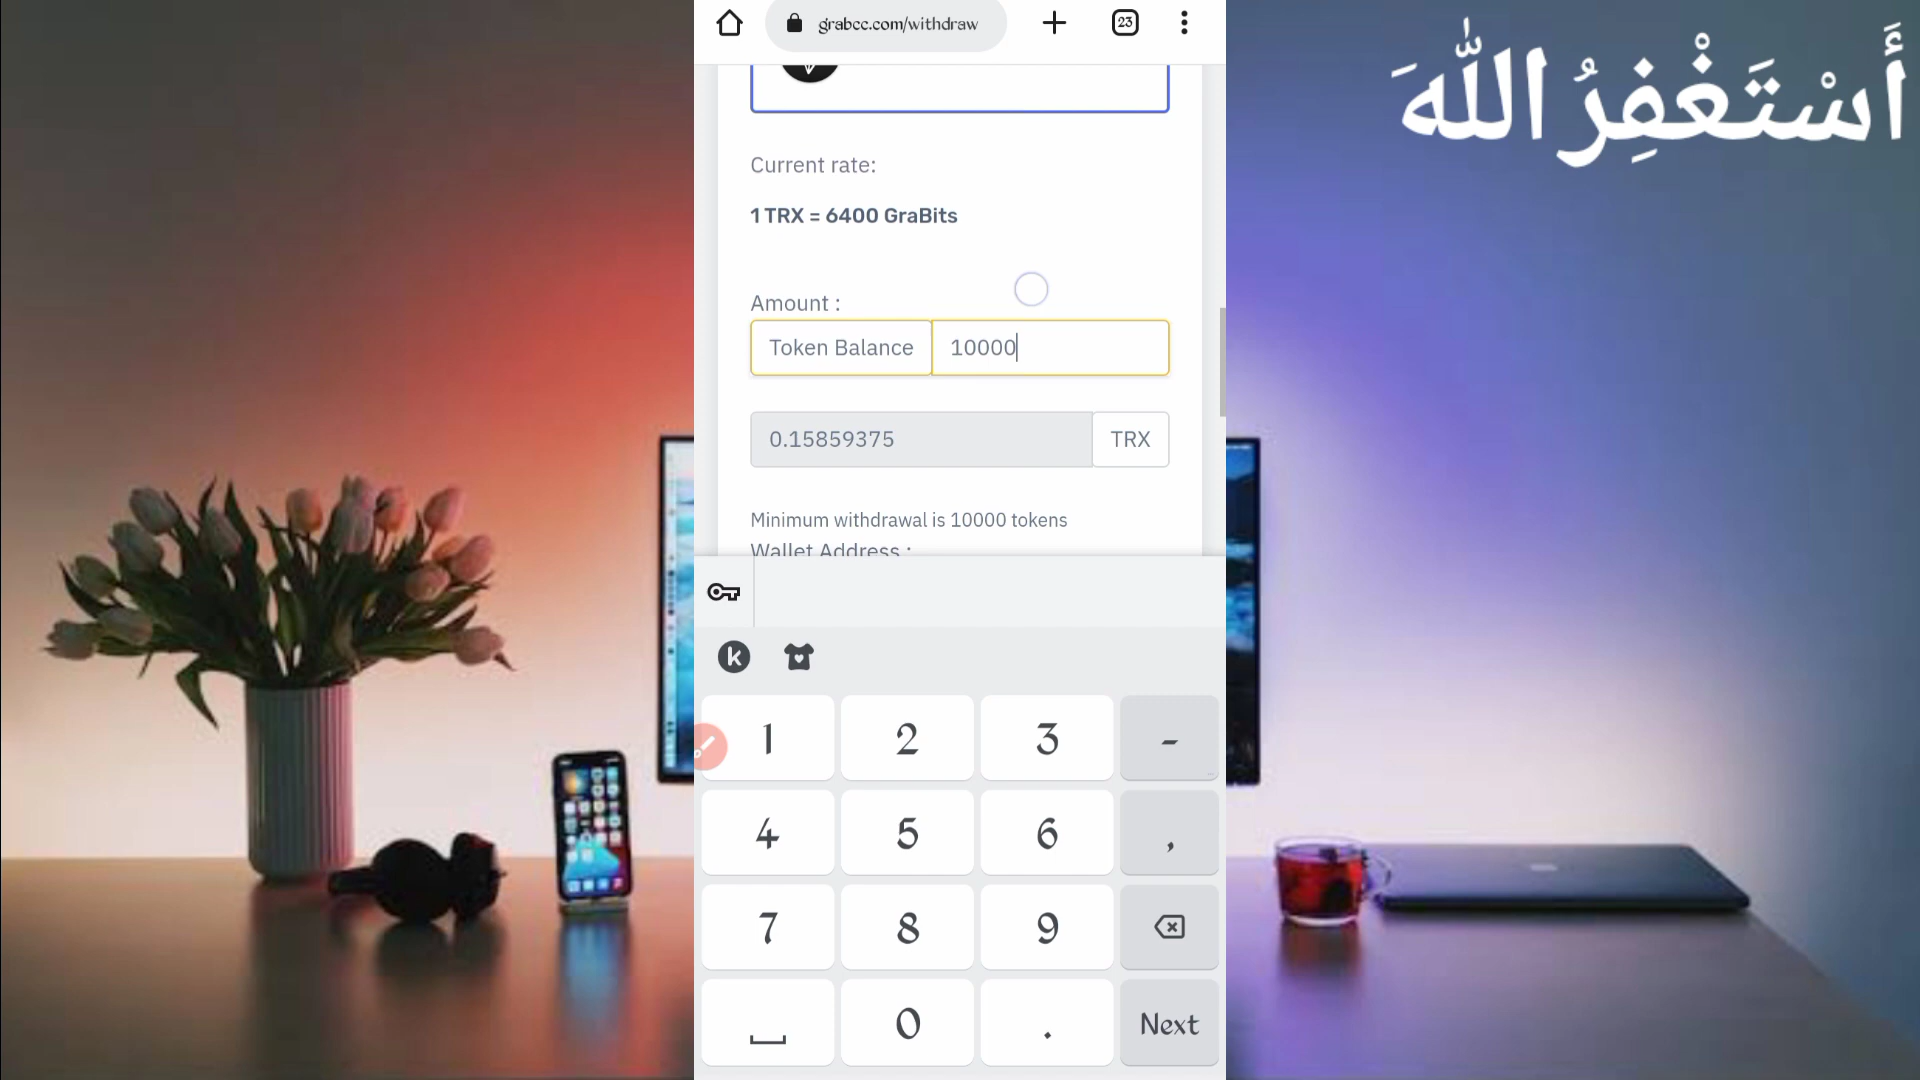 grabcc.com/withdraw
23
أَسْتَغْفِرُ اللَّهَ
Current rate:
1 TRX = 6400 GraBits
Amount :
Token Balance 10000
0.15859375 TRX
Minimum withdrawal is 10000 tokens
Wallet Address :
k
1 2 3 -
4 5 6 ,
7 8 9
0 . Next